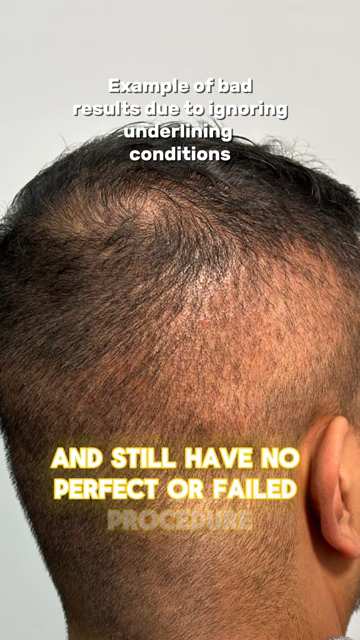 Example of bad
results due to ignoring
underlining
conditions
AND STILL HAVE NO
PERFECT OR FAILED
PROCEDURE